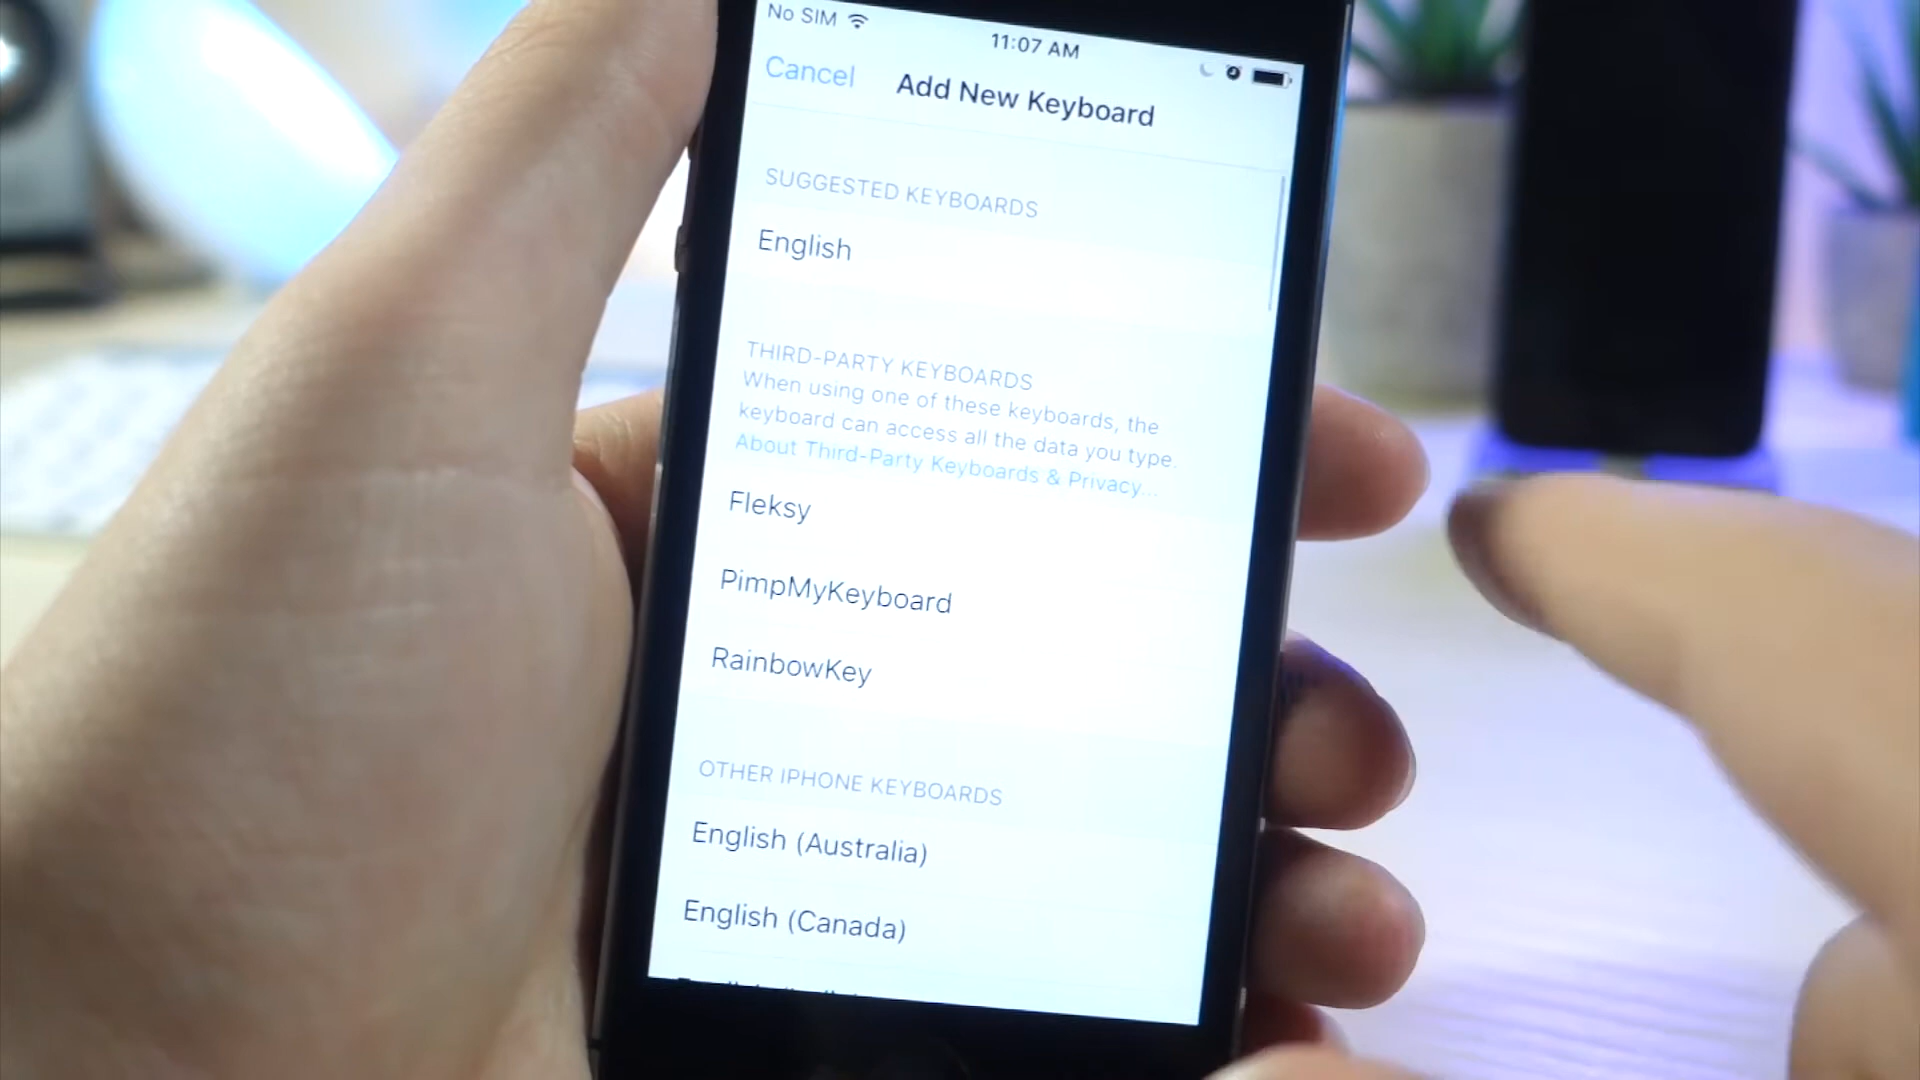 No SIM
11:07 AM
Cancel
Add New Keyboard
SUGGESTED KEYBOARDS
English
THIRD-PARTY KEYBOARDS
When using one of these keyboards, the
keyboard can access all the data you type.
About Third-Party Keyboards & Privacy...
Fleksy
PimpMyKeyboard
RainbowKey
OTHER IPHONE KEYBOARDS
English (Australia)
English (Canada)